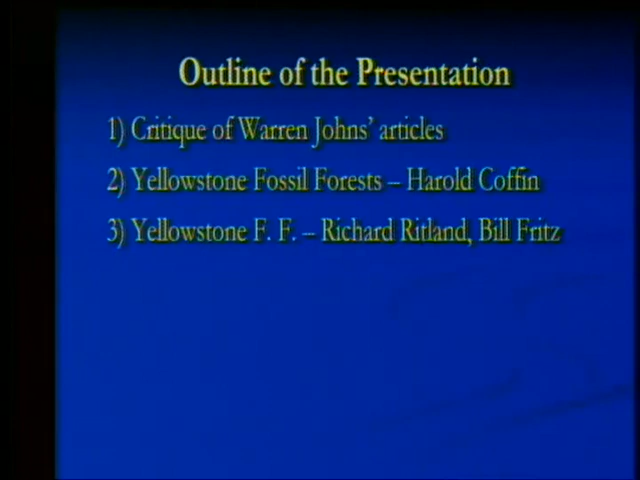 Outline of the Presentation
1) Critique of Warren Johns' articles
2) Yellowstone Fossil Forests – Harold Coffin
3) Yellowstone F. F. – Richard Ritland, Bill Fritz